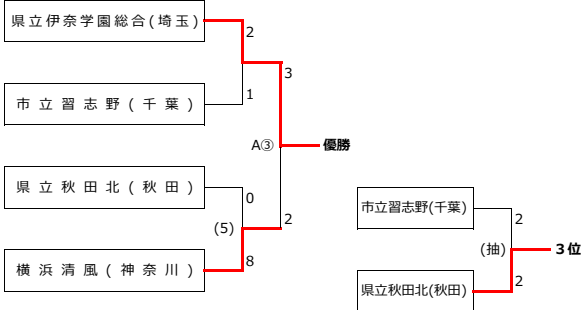 県立伊奈学園総合(埼玉)
2
3
市立習志野(千葉)
1
A③
優勝
県立秋田北(秋田)
0
2
(5)
横浜清風(神奈川)
8
市立習志野(千葉)
2
(抽)
3位
県立秋田北(秋田)
2